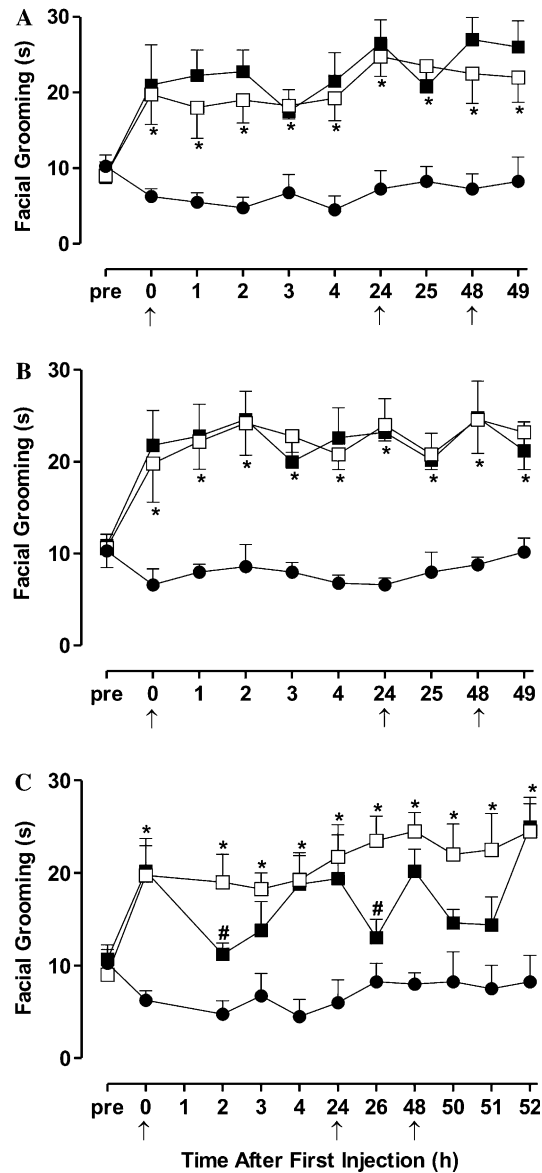 A
Facial Grooming (s)
30
20
10
0
* * * * * * * * *
pre 0 1 2 3 4 24 25 48 49
↑ ↑ ↑
B
Facial Grooming (s)
30
20
10
0
* * * * * * * * *
pre 0 1 2 3 4 24 25 48 49
↑ ↑ ↑
C
Facial Grooming (s)
30
20
10
0
* * * * * * * * * *
# #
pre 0 1 2 3 4 24 26 48 50 51 52
↑ ↑ ↑
Time After First Injection (h)